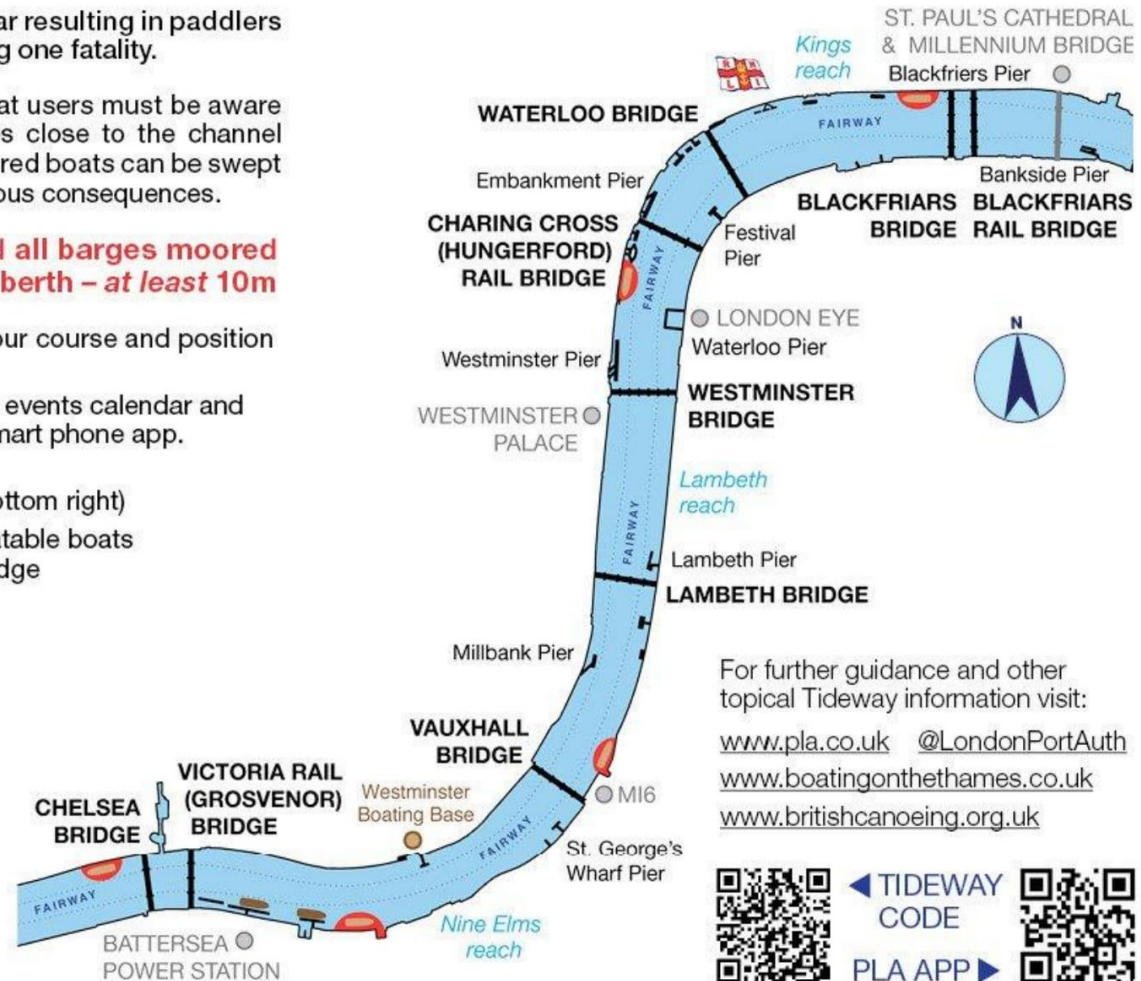 ar resulting in paddlers
g one fatality.
at users must be aware
es close to the channel
red boats can be swept
ous consequences.
d all barges moored
berth – at least 10m
our course and position
events calendar and
mart phone app.
ottom right)
atable boats
dge
ST. PAUL'S CATHEDRAL
& MILLENNIUM BRIDGE
Kings
reach
Blackfriers Pier
RNLI
WATERLOO BRIDGE
FAIRWAY
Embankment Pier
Bankside Pier
BLACKFRIARS
BRIDGE
BLACKFRIARS
RAIL BRIDGE
CHARING CROSS
(HUNGERFORD)
RAIL BRIDGE
Festival
Pier
FAIRWAY
LONDON EYE
Waterloo Pier
N
Westminster Pier
WESTMINSTER
BRIDGE
WESTMINSTER
PALACE
Lambeth
reach
FAIRWAY
Lambeth Pier
LAMBETH BRIDGE
Millbank Pier
For further guidance and other
topical Tideway information visit:
www.pla.co.uk @LondonPortAuth
www.boatingonthethames.co.uk
www.britishcanoeing.org.uk
VAUXHALL
BRIDGE
MI6
VICTORIA RAIL
(GROSVENOR)
BRIDGE
Westminster
Boating Base
CHELSEA
BRIDGE
FAIRWAY
St. George's
Wharf Pier
FAIRWAY
Nine Elms
reach
BATTERSEA
POWER STATION
TIDEWAY
CODE
PLA APP